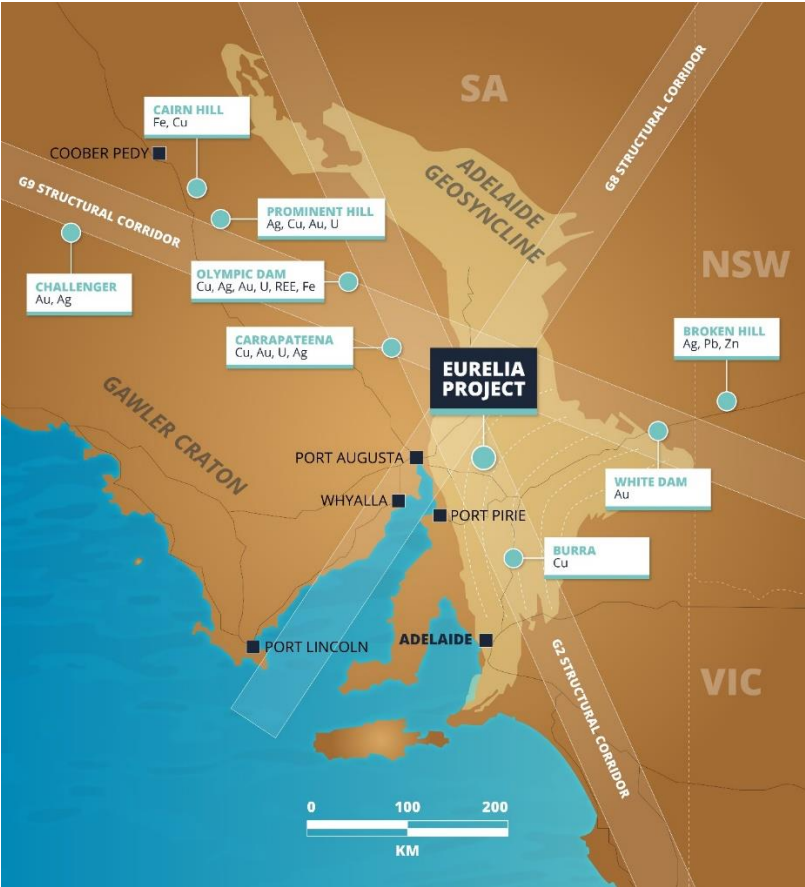 SA
G8 STRUCTURAL CORRIDOR
CAIRN HILL
Fe, Cu
COOBER PEDY
ADELAIDE
GEOSYNCLINE
G9 STRUCTURAL CORRIDOR
PROMINENT HILL
Ag, Cu, Au, U
NSW
OLYMPIC DAM
Cu, Ag, Au, U, REE, Fe
CHALLENGER
Au, Ag
CARRAPATEENA
Cu, Au, U, Ag
BROKEN HILL
Ag, Pb, Zn
EURELIA
PROJECT
GAWLER CRATON
PORT AUGUSTA
WHYALLA
PORT PIRIE
WHITE DAM
Au
BURRA
Cu
PORT LINCOLN
ADELAIDE
G2 STRUCTURAL CORRIDOR
VIC
0 100 200
KM